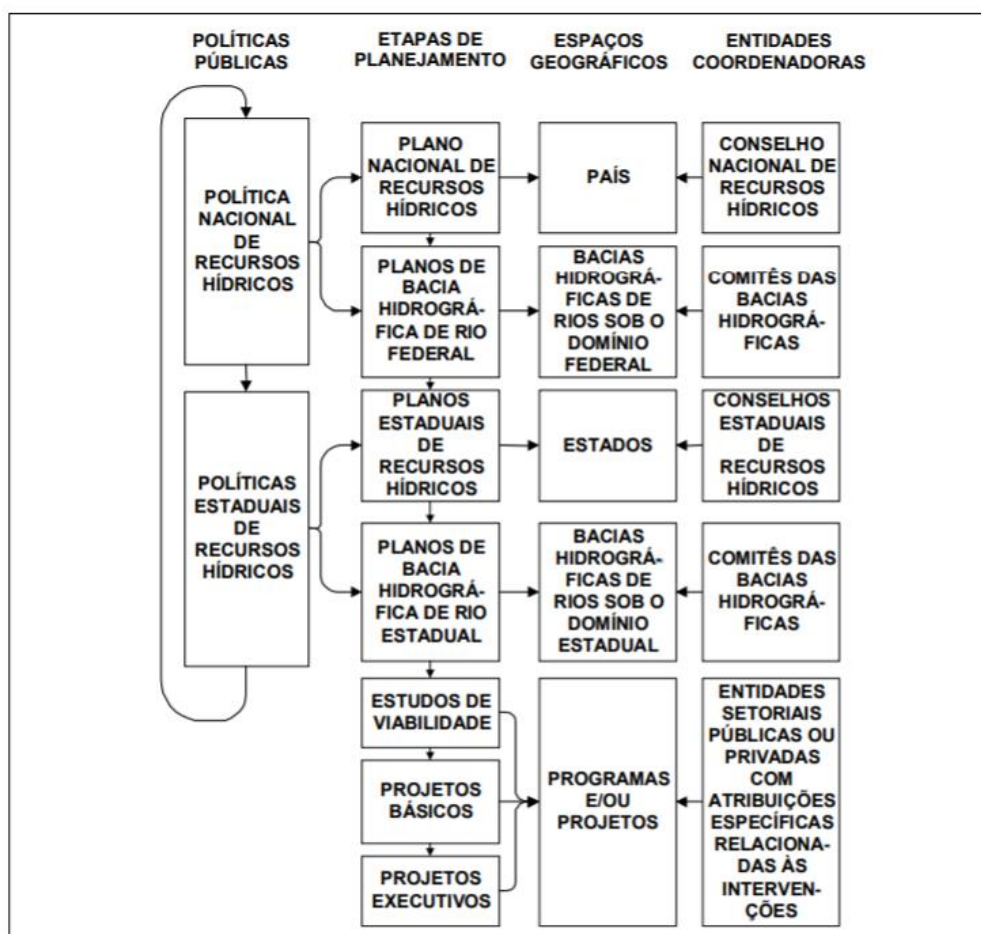 POLÍTICAS
PÚBLICAS
ETAPAS DE
PLANEJAMENTO
ESPAÇOS
GEOGRÁFICOS
ENTIDADES
COORDENADORAS
POLÍTICA
NACIONAL
DE
RECURSOS
HÍDRICOS
PLANO
NACIONAL DE
RECURSOS
HÍDRICOS
PAÍS
CONSELHO
NACIONAL DE
RECURSOS
HÍDRICOS
PLANOS DE
BACIA
HIDROGRÁ-
FICA DE RIO
FEDERAL
BACIAS
HIDROGRÁ-
FICAS DE
RIOS SOB O
DOMÍNIO
FEDERAL
COMITÊS DAS
BACIAS
HIDROGRÁ-
FICAS
POLÍTICAS
ESTADUAIS
DE
RECURSOS
HÍDRICOS
PLANOS
ESTADUAIS
DE
RECURSOS
HÍDRICOS
ESTADOS
CONSELHOS
ESTADUAIS
DE
RECURSOS
HÍDRICOS
PLANOS DE
BACIA
HIDROGRÁ-
FICA DE RIO
ESTADUAL
BACIAS
HIDROGRÁ-
FICAS DE
RIOS SOB O
DOMÍNIO
ESTADUAL
COMITÊS DAS
BACIAS
HIDROGRÁ-
FICAS
ESTUDOS DE
VIABILIDADE
PROJETOS
BÁSICOS
PROJETOS
EXECUTIVOS
PROGRAMAS
E/OU
PROJETOS
ENTIDADES
SETORIAIS
PÚBLICAS OU
PRIVADAS
COM
ATRIBUIÇÕES
ESPECÍFICAS
RELACIONA-
DAS ÀS
INTERVEN-
ÇÕES